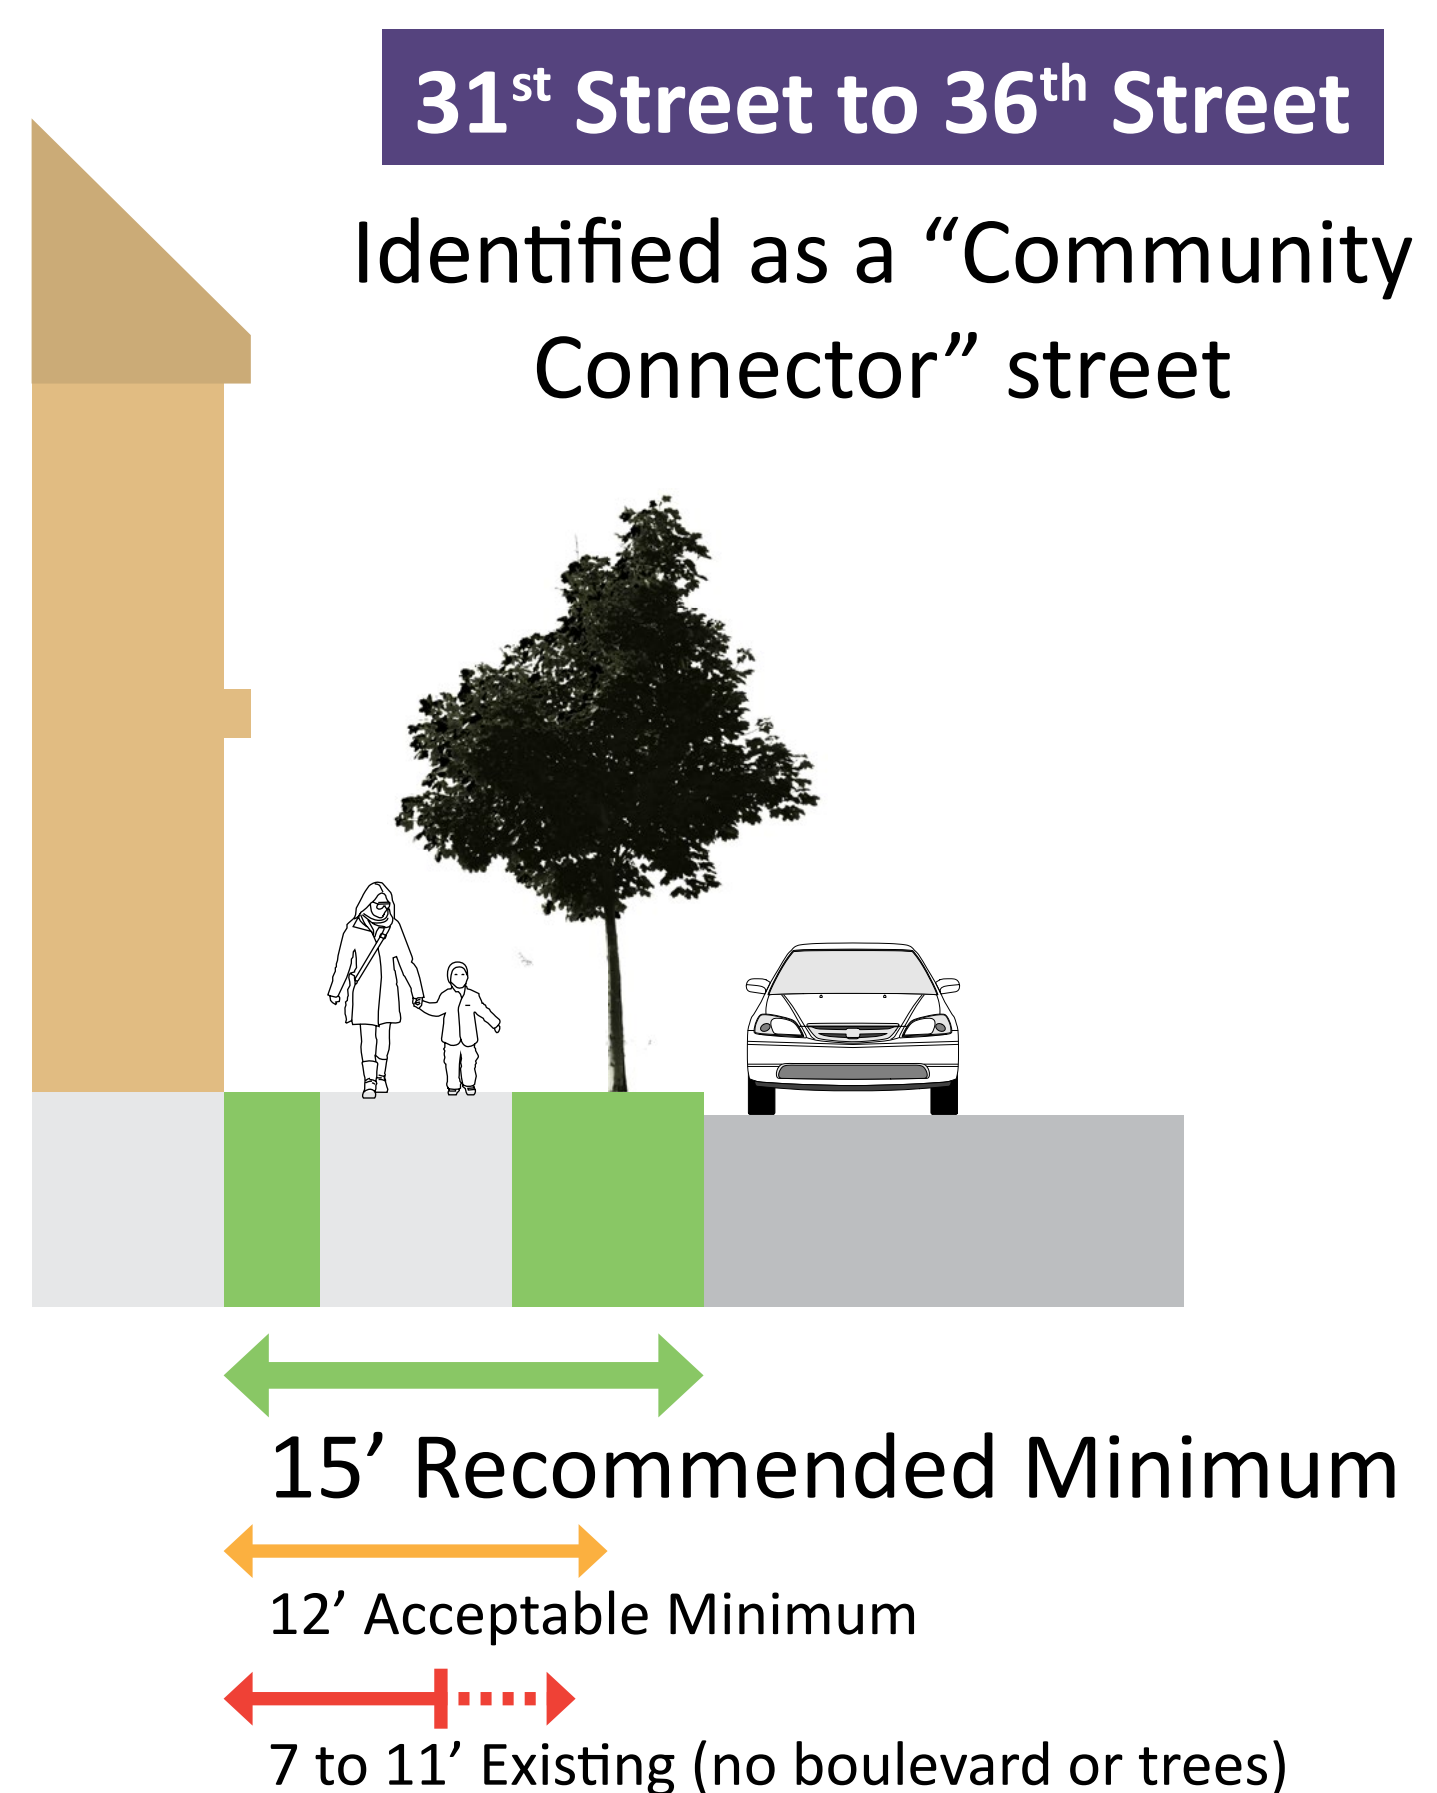 31st Street to 36th Street
Identified as a “Community
Connector” street
15’ Recommended Minimum
12’ Acceptable Minimum
7 to 11’ Existing (no boulevard or trees)